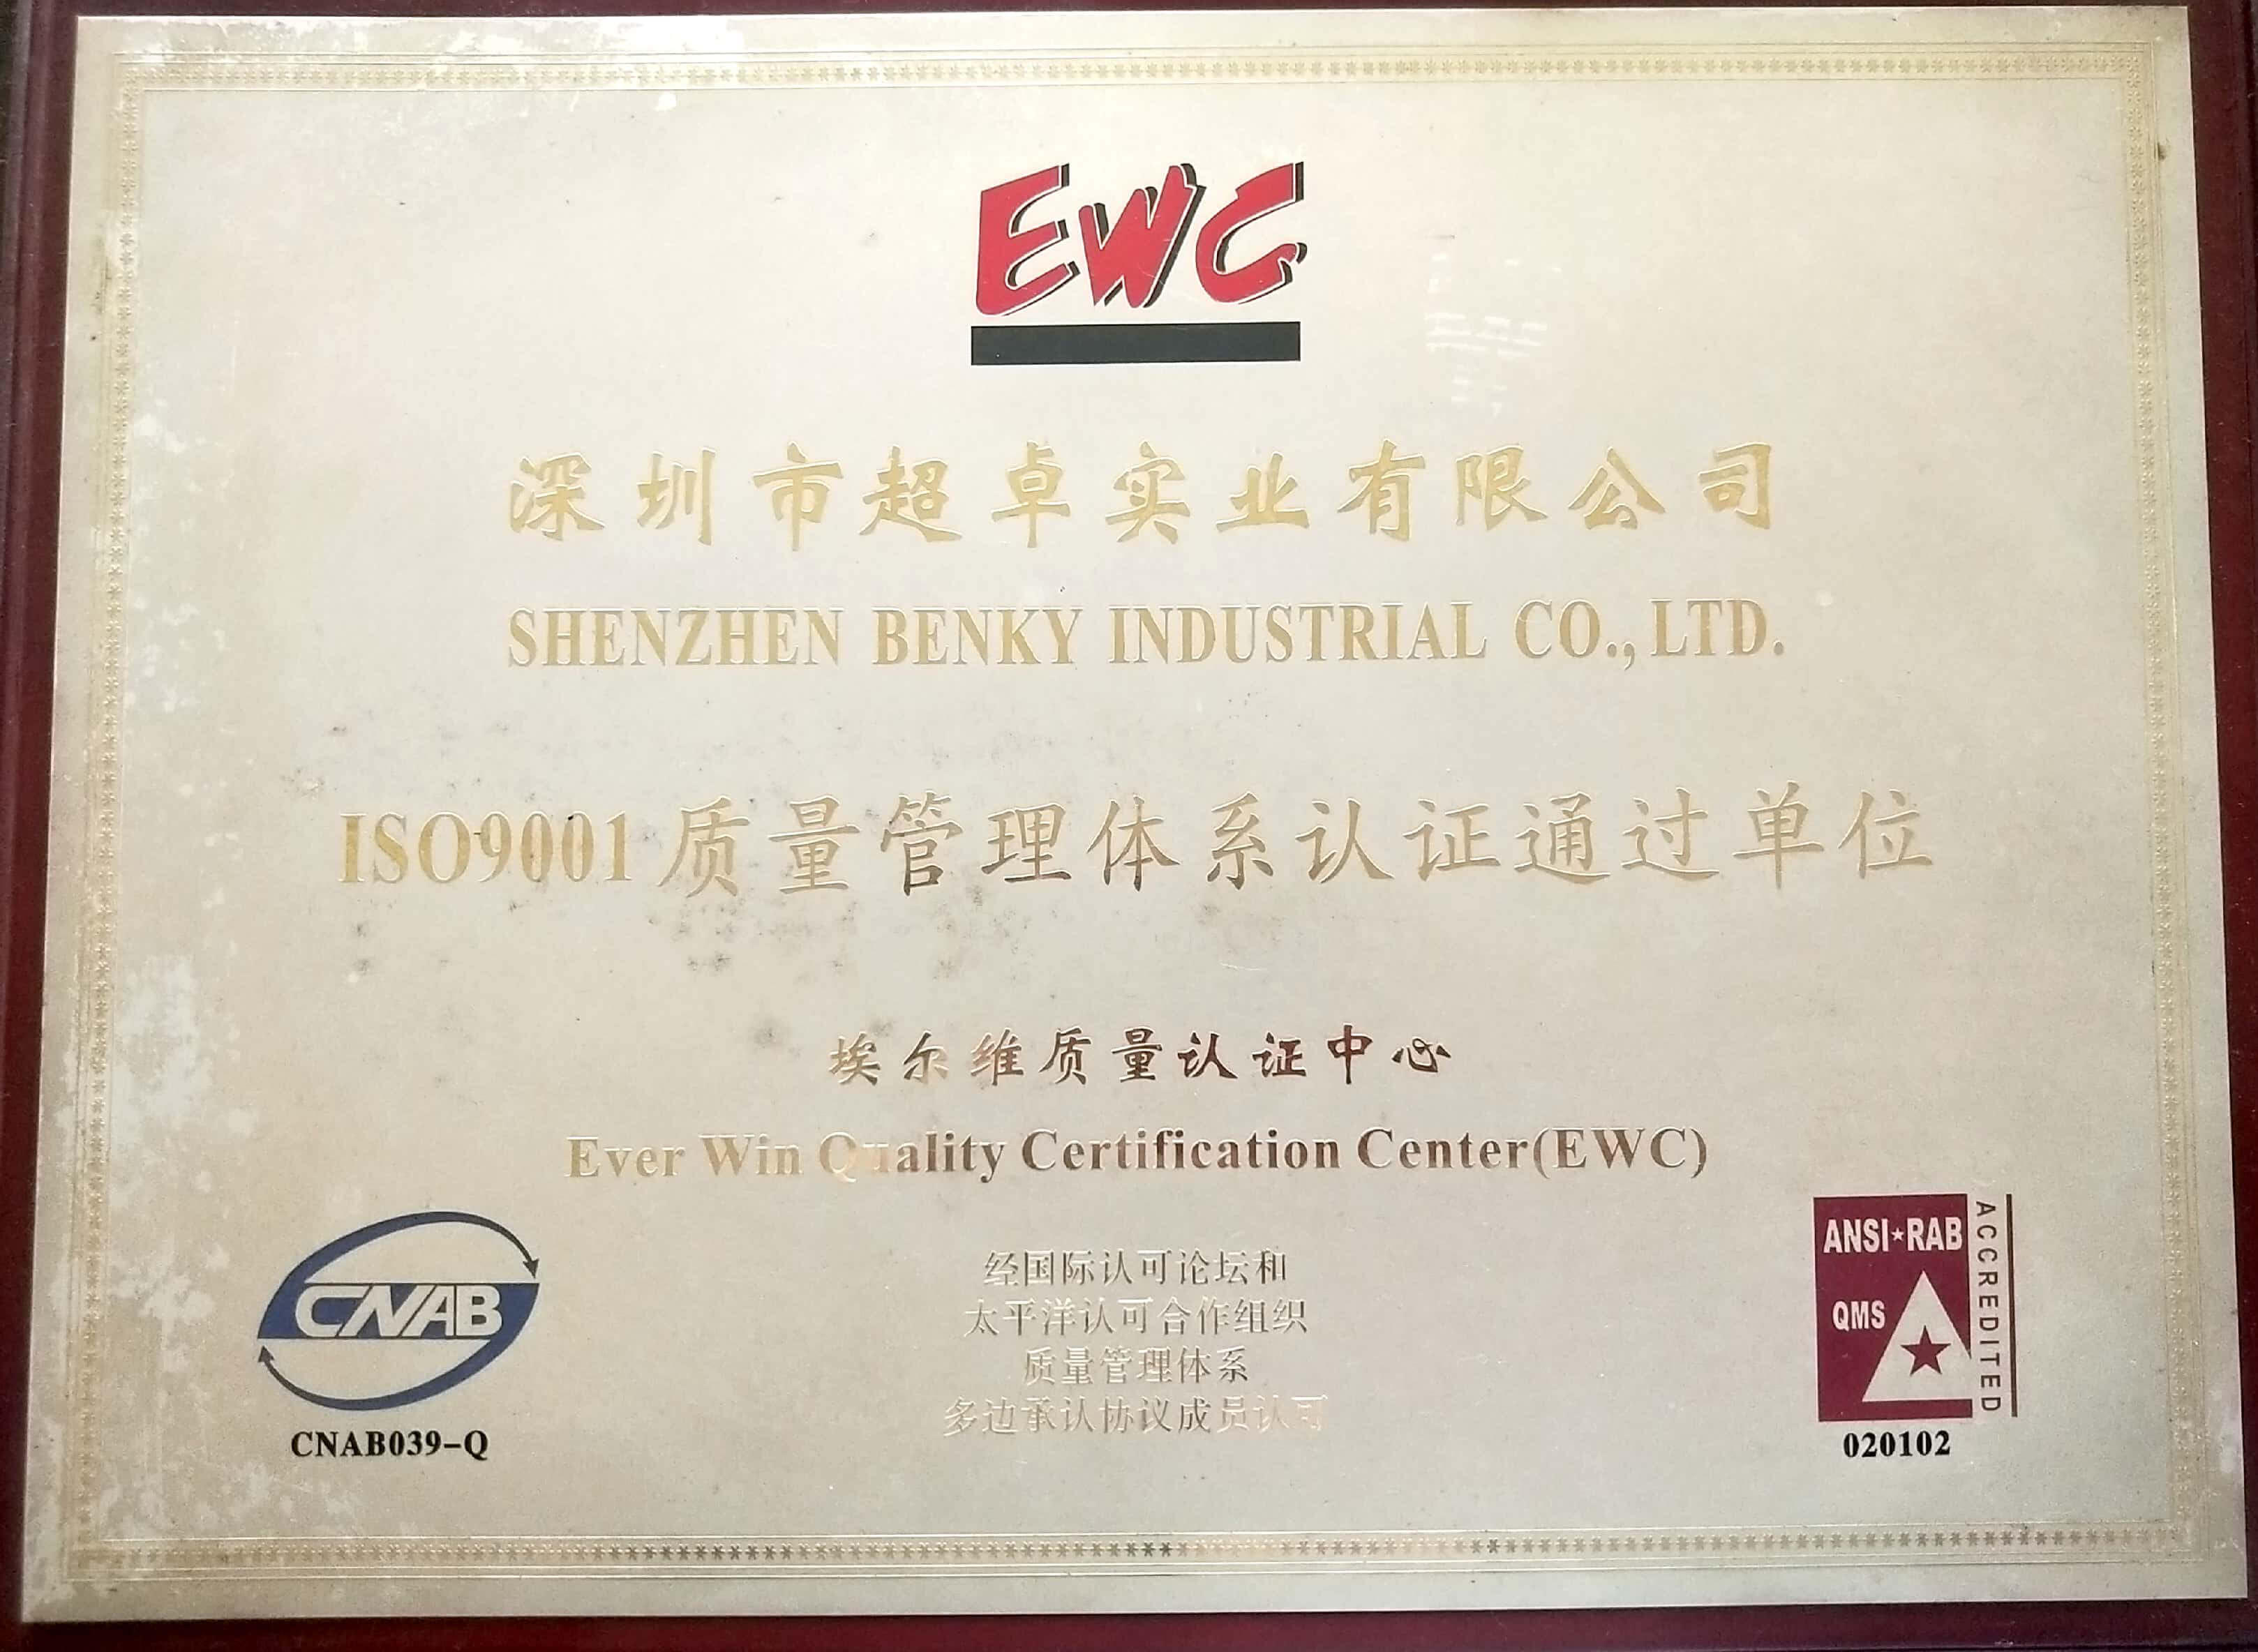 EWC
深圳市超卓实业有限公司
SHENZHEN BENKY INDUSTRIAL CO., LTD.
ISO9001质量管理体系认证通过单位
埃尔维质量认证中心
Ever Win Quality Certification Center(EWC)
CNAB
CNAB039-Q
经国际认可论坛和
太平洋认可合作组织
质量管理体系
多边承认协议成员认可
ANSI★RAB
QMS
ACCREDITED
020102